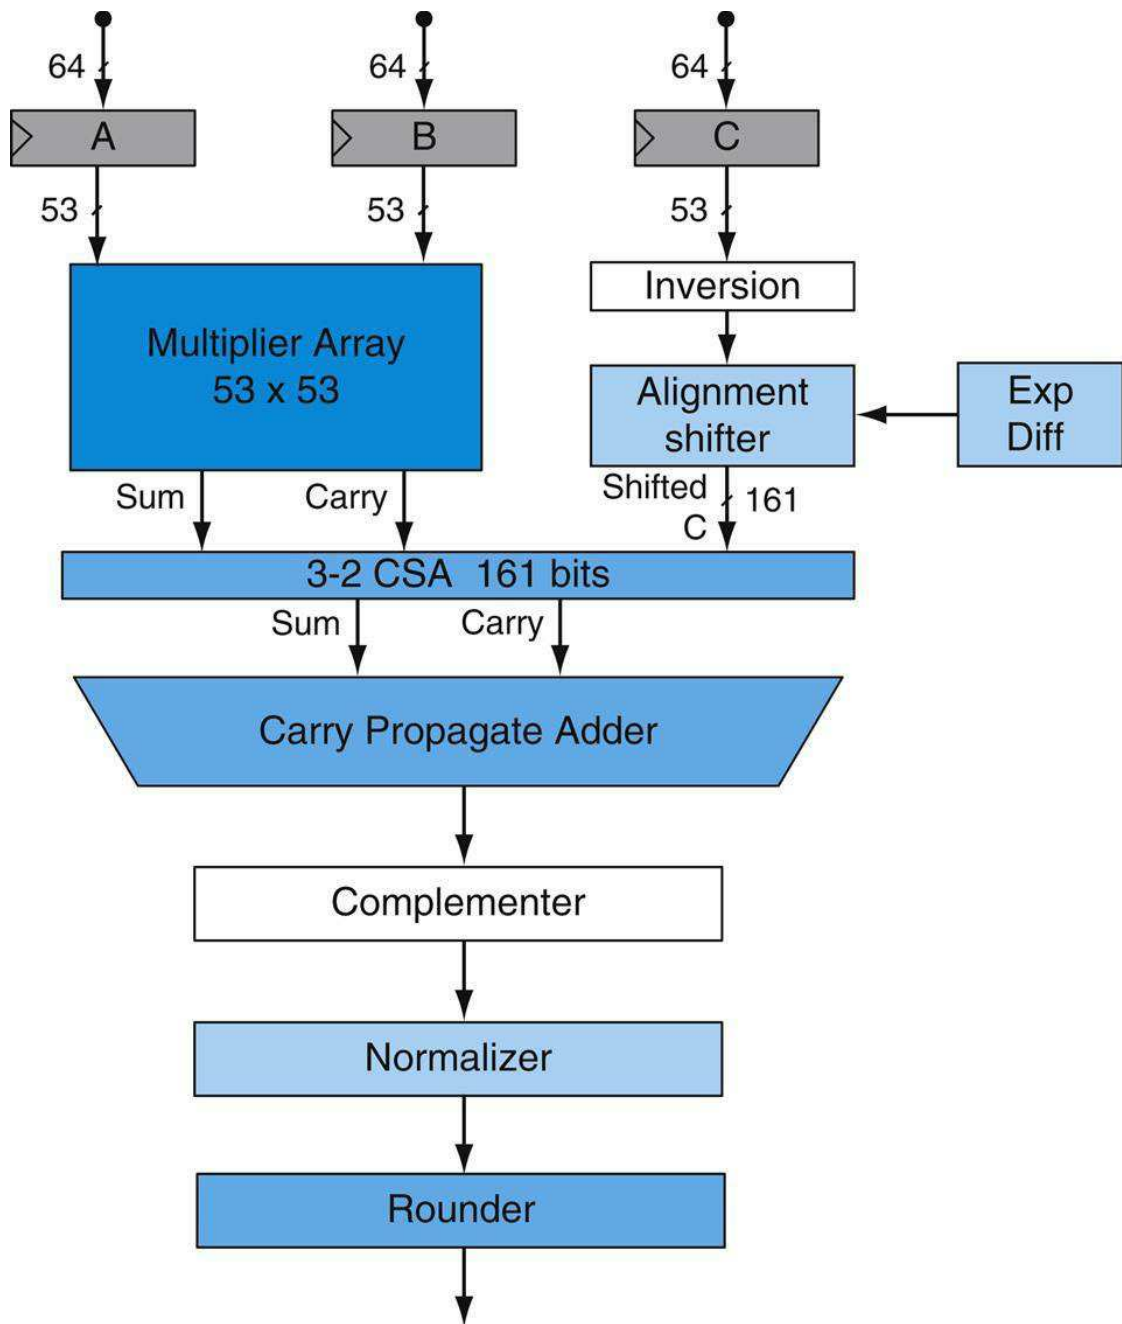 64
64
64
A
B
C
53
53
53
Inversion
Multiplier Array
53 x 53
Alignment
shifter
Exp
Diff
Sum
Carry
Shifted
C
161
3-2 CSA 161 bits
Sum
Carry
Carry Propagate Adder
Complementer
Normalizer
Rounder